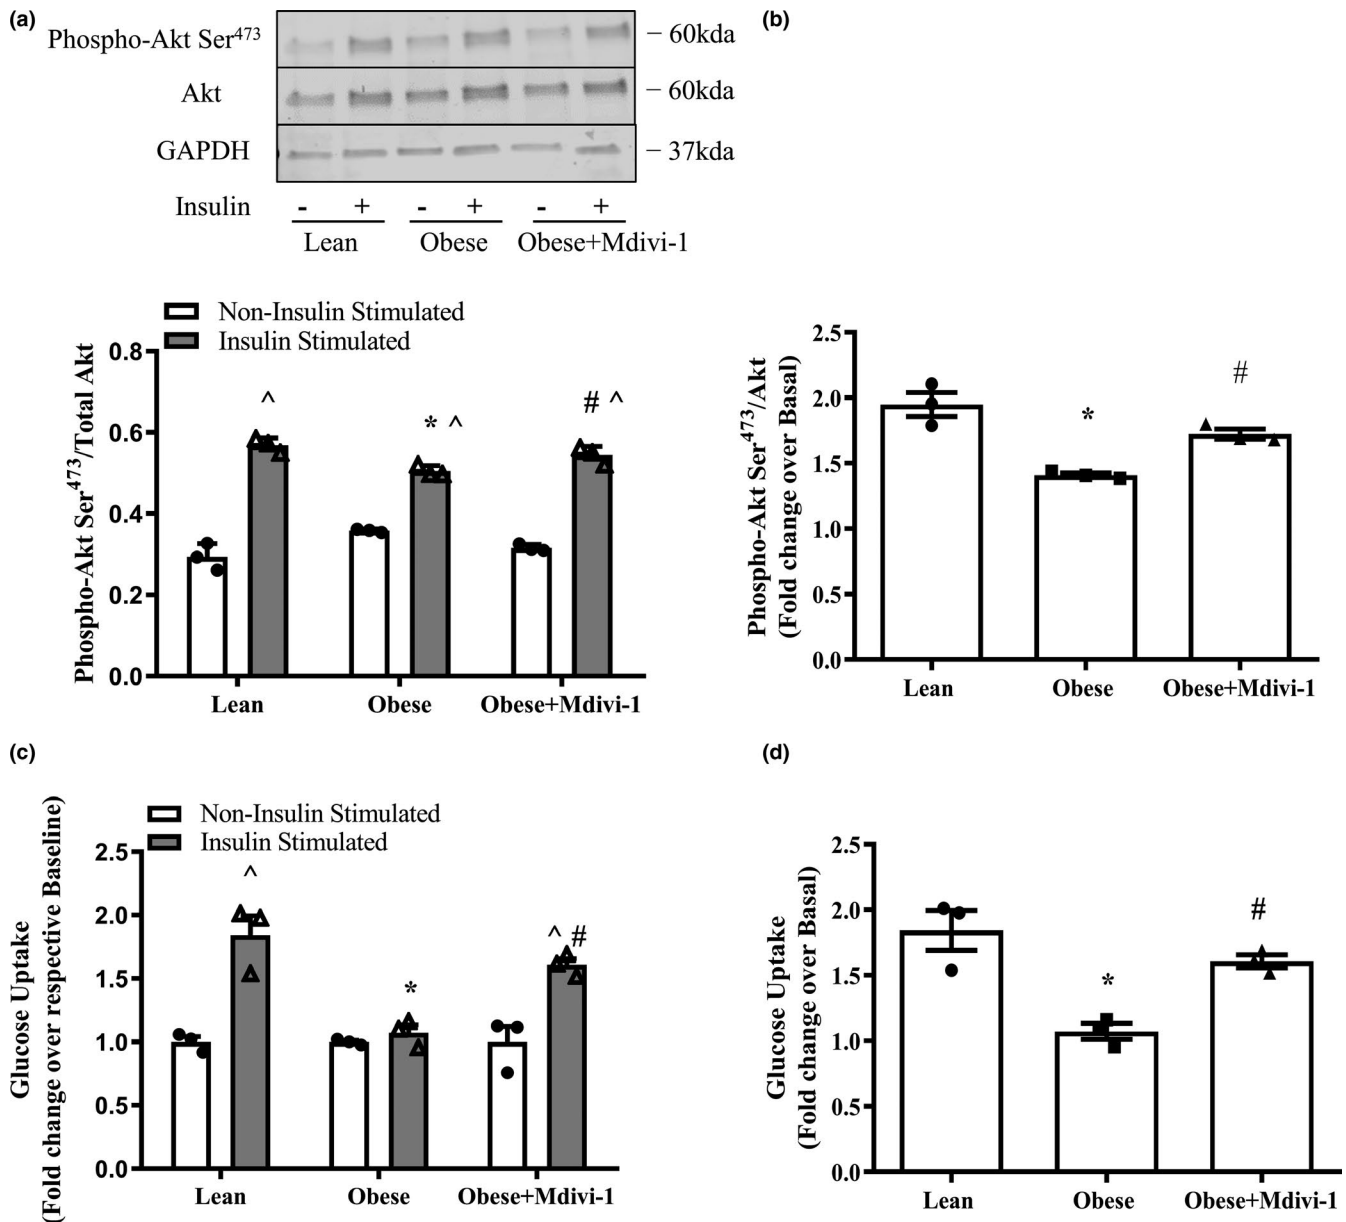 (a)
Phospho-Akt Ser⁴⁷³
– 60kda
Akt
– 60kda
GAPDH
– 37kda
Insulin - + - + - +
Lean Obese Obese+Mdivi-1
Non-Insulin Stimulated
Insulin Stimulated
Phospho-Akt Ser⁴⁷³/Total Akt
0.8
0.6
0.4
0.2
0.0
^
* ^
# ^
Lean Obese Obese+Mdivi-1
(b)
Phospho-Akt Ser⁴⁷³/Akt
(Fold change over Basal)
2.5
2.0
1.5
1.0
0.5
0.0
*
#
Lean Obese Obese+Mdivi-1
(c)
Non-Insulin Stimulated
Insulin Stimulated
Glucose Uptake
(Fold change over respective Baseline)
2.5
2.0
1.5
1.0
0.5
0.0
^
*
^ #
Lean Obese Obese+Mdivi-1
(d)
Glucose Uptake
(Fold change over Basal)
2.5
2.0
1.5
1.0
0.5
0.0
*
#
Lean Obese Obese+Mdivi-1